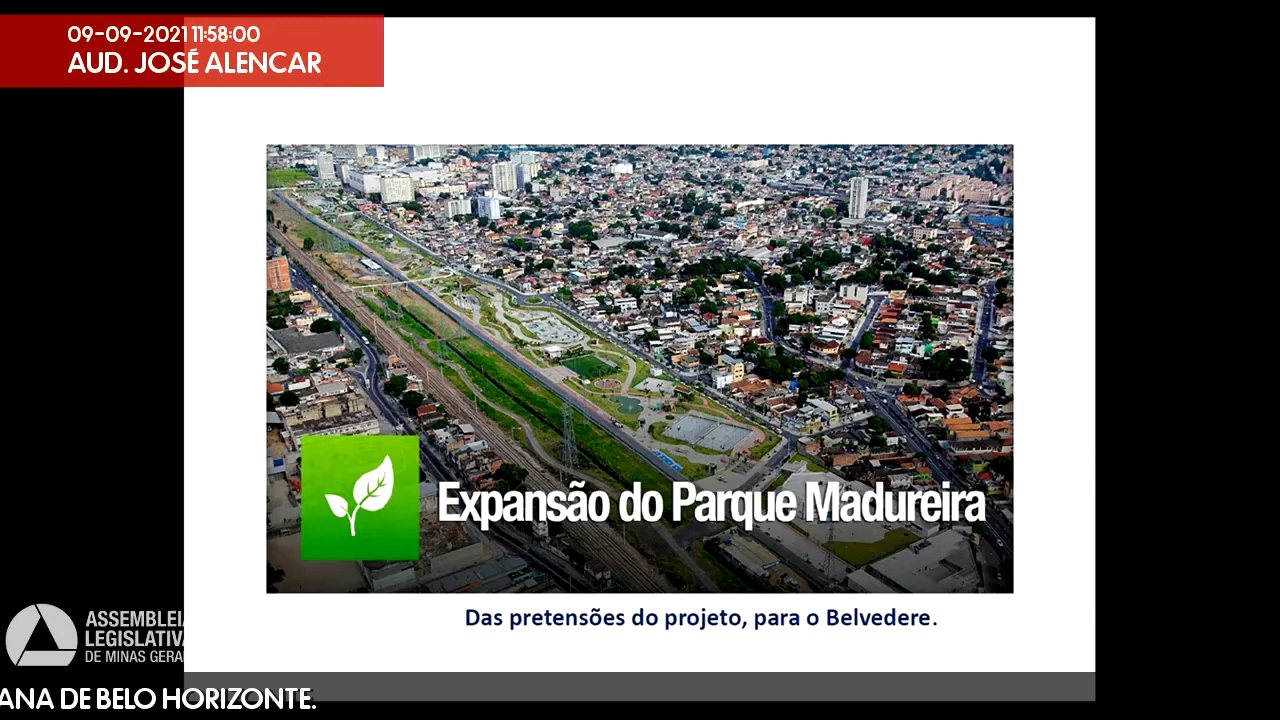 09-09-2021 11:58:00
AUD. JOSÉ ALENCAR
Expansão do Parque Madureira
Das pretensões do projeto, para o Belvedere.
ASSEMBLEIA
LEGISLATIVA
DE MINAS GERAI
ANA DE BELO HORIZONTE.